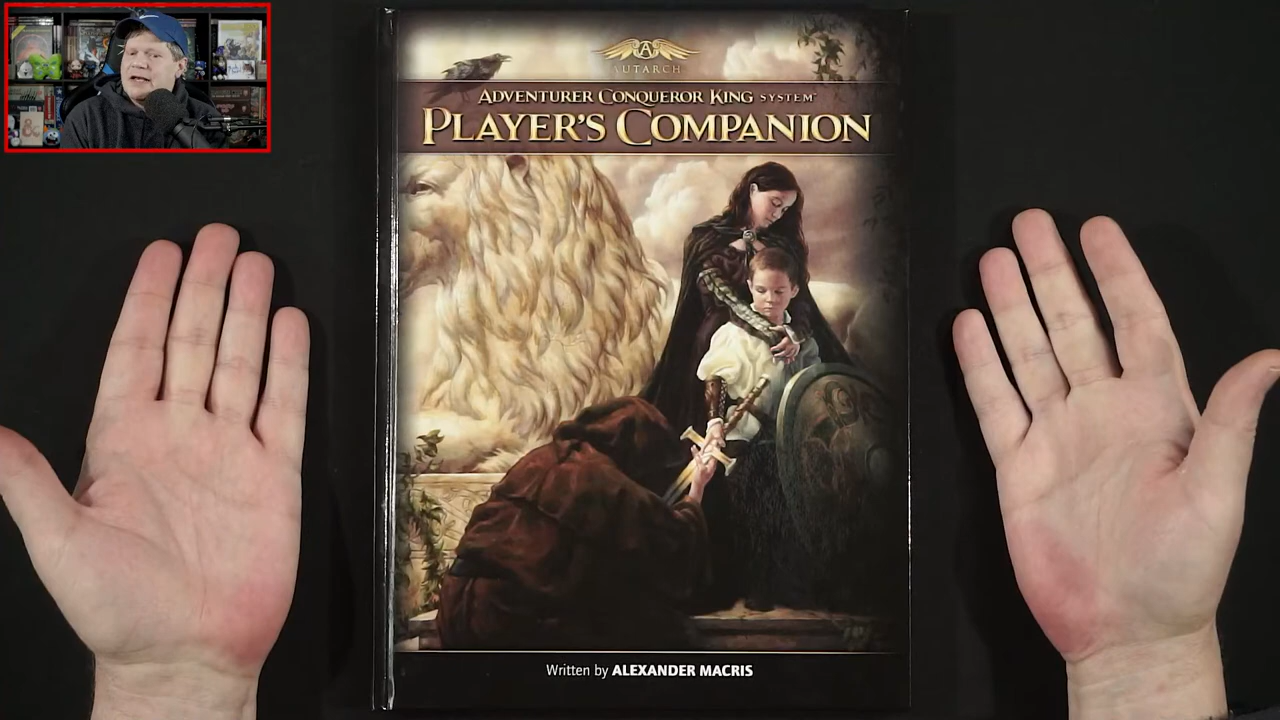 AUTARCH
ADVENTURER CONQUEROR KING SYSTEM
PLAYER'S COMPANION
Written by ALEXANDER MACRIS